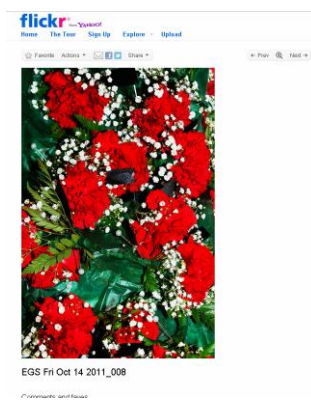 flickr from YAHOO!
Home The Tour Sign Up Explore Upload
Favorite Actions Share ← Prev Next →
EGS Fri Oct 14 2011_008
Comments and faves